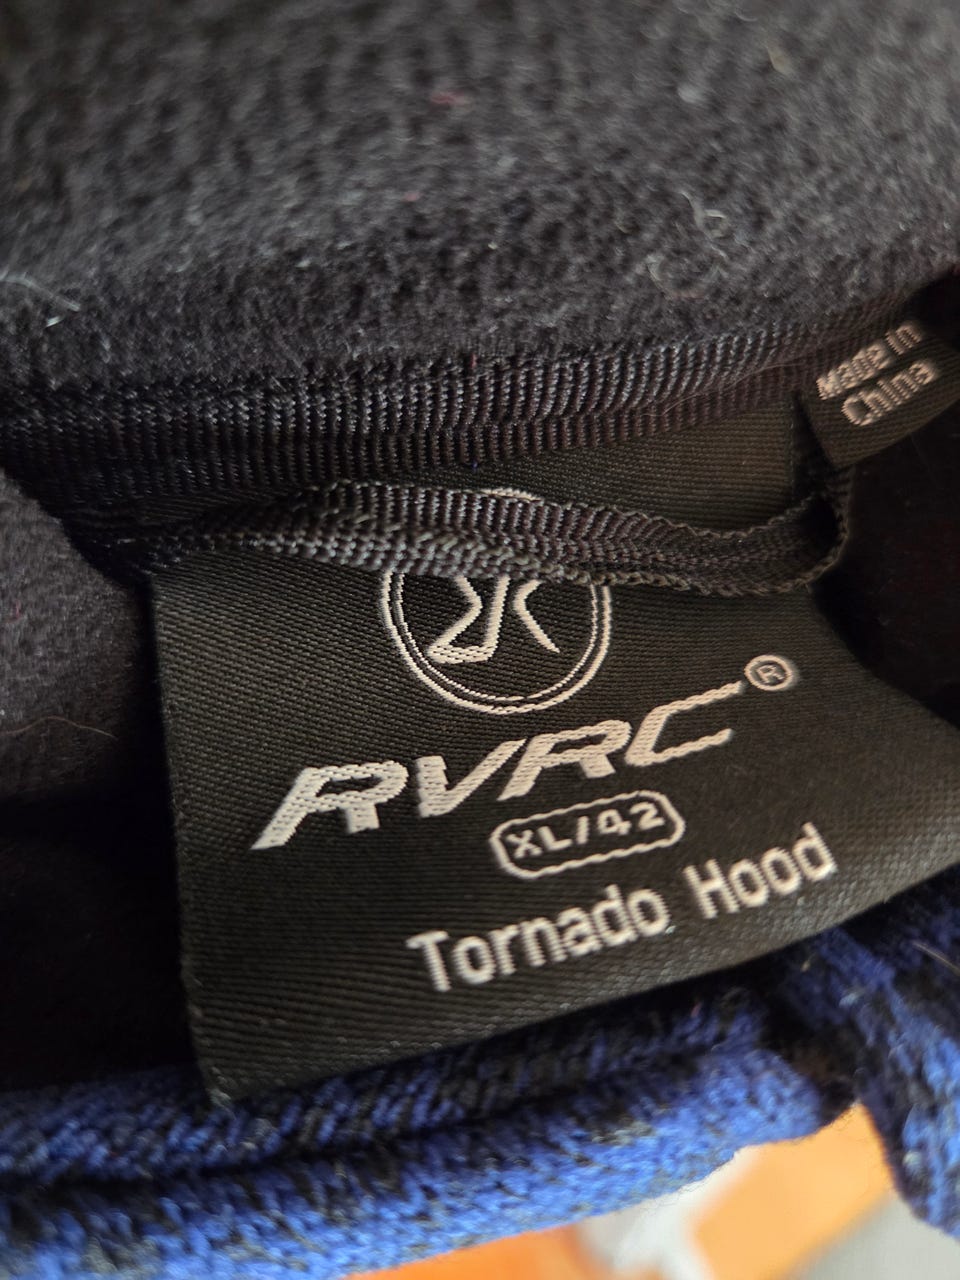 Made in
China
RVRC®
XL/42
Tornado Hood